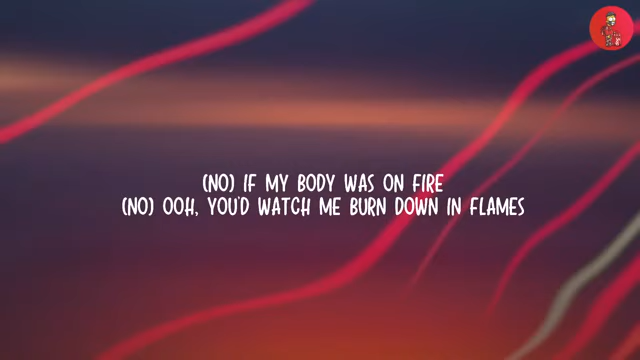 (NO) IF MY BODY WAS ON FIRE
(NO) OOH, YOU'D WATCH ME BURN DOWN IN FLAMES